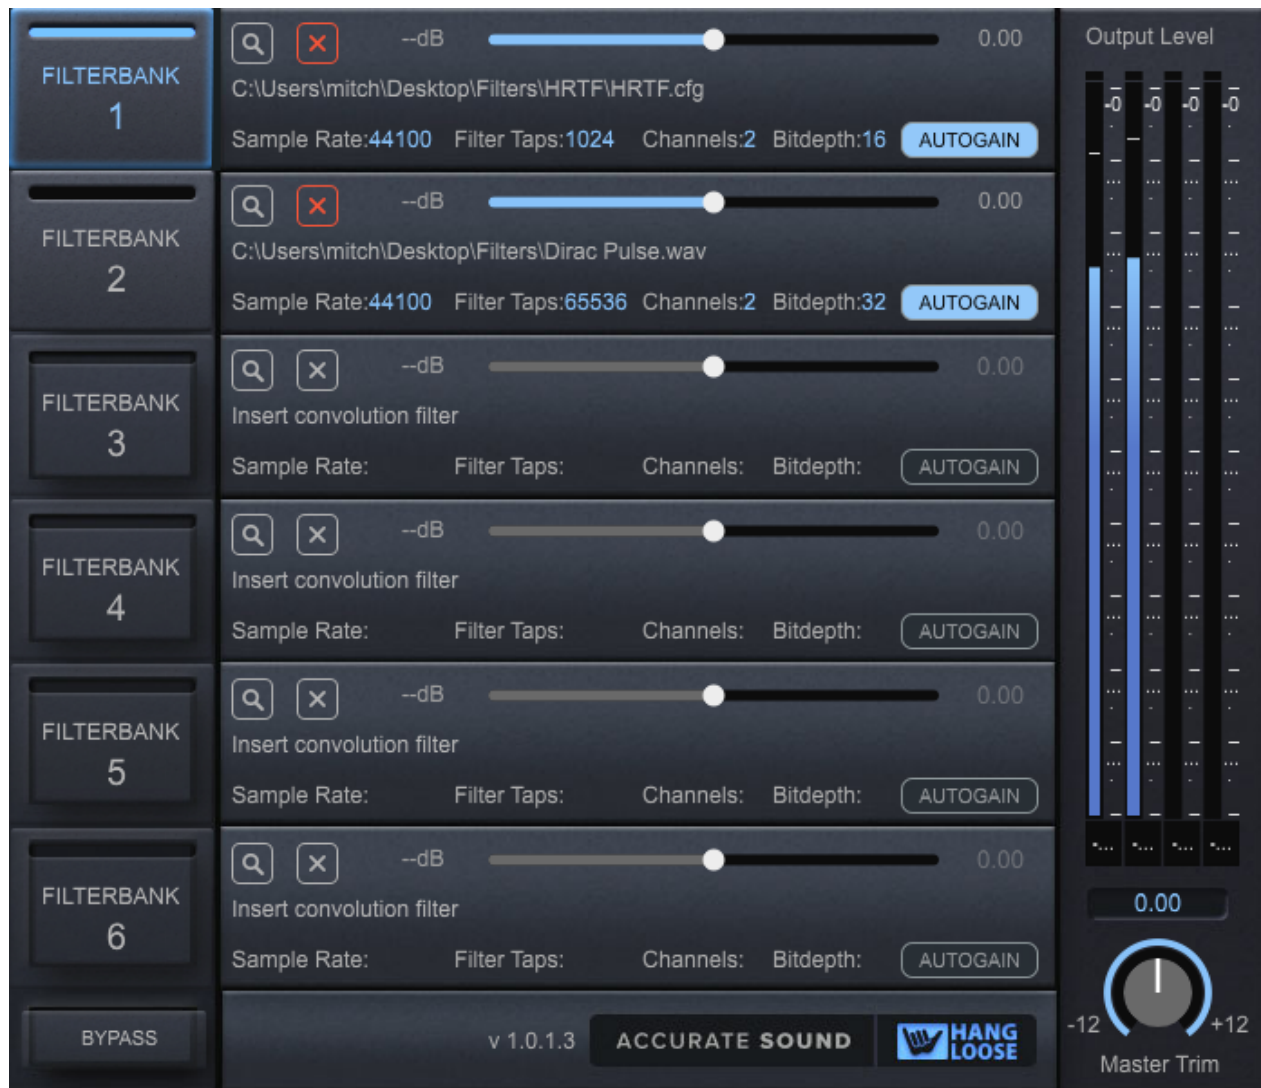 FILTERBANK
1
--dB 0.00
C:\Users\mitch\Desktop\Filters\HRTF\HRTF.cfg
Sample Rate:44100 Filter Taps:1024 Channels:2 Bitdepth:16 AUTOGAIN
FILTERBANK
2
--dB 0.00
C:\Users\mitch\Desktop\Filters\Dirac Pulse.wav
Sample Rate:44100 Filter Taps:65536 Channels:2 Bitdepth:32 AUTOGAIN
FILTERBANK
3
--dB 0.00
Insert convolution filter
Sample Rate: Filter Taps: Channels: Bitdepth: AUTOGAIN
FILTERBANK
4
--dB 0.00
Insert convolution filter
Sample Rate: Filter Taps: Channels: Bitdepth: AUTOGAIN
FILTERBANK
5
--dB 0.00
Insert convolution filter
Sample Rate: Filter Taps: Channels: Bitdepth: AUTOGAIN
FILTERBANK
6
--dB 0.00
Insert convolution filter
Sample Rate: Filter Taps: Channels: Bitdepth: AUTOGAIN
BYPASS
v 1.0.1.3 ACCURATE SOUND HANG
LOOSE
Output Level
-0 -0 -0 -0
-... -... -... -...
0.00
-12 +12
Master Trim